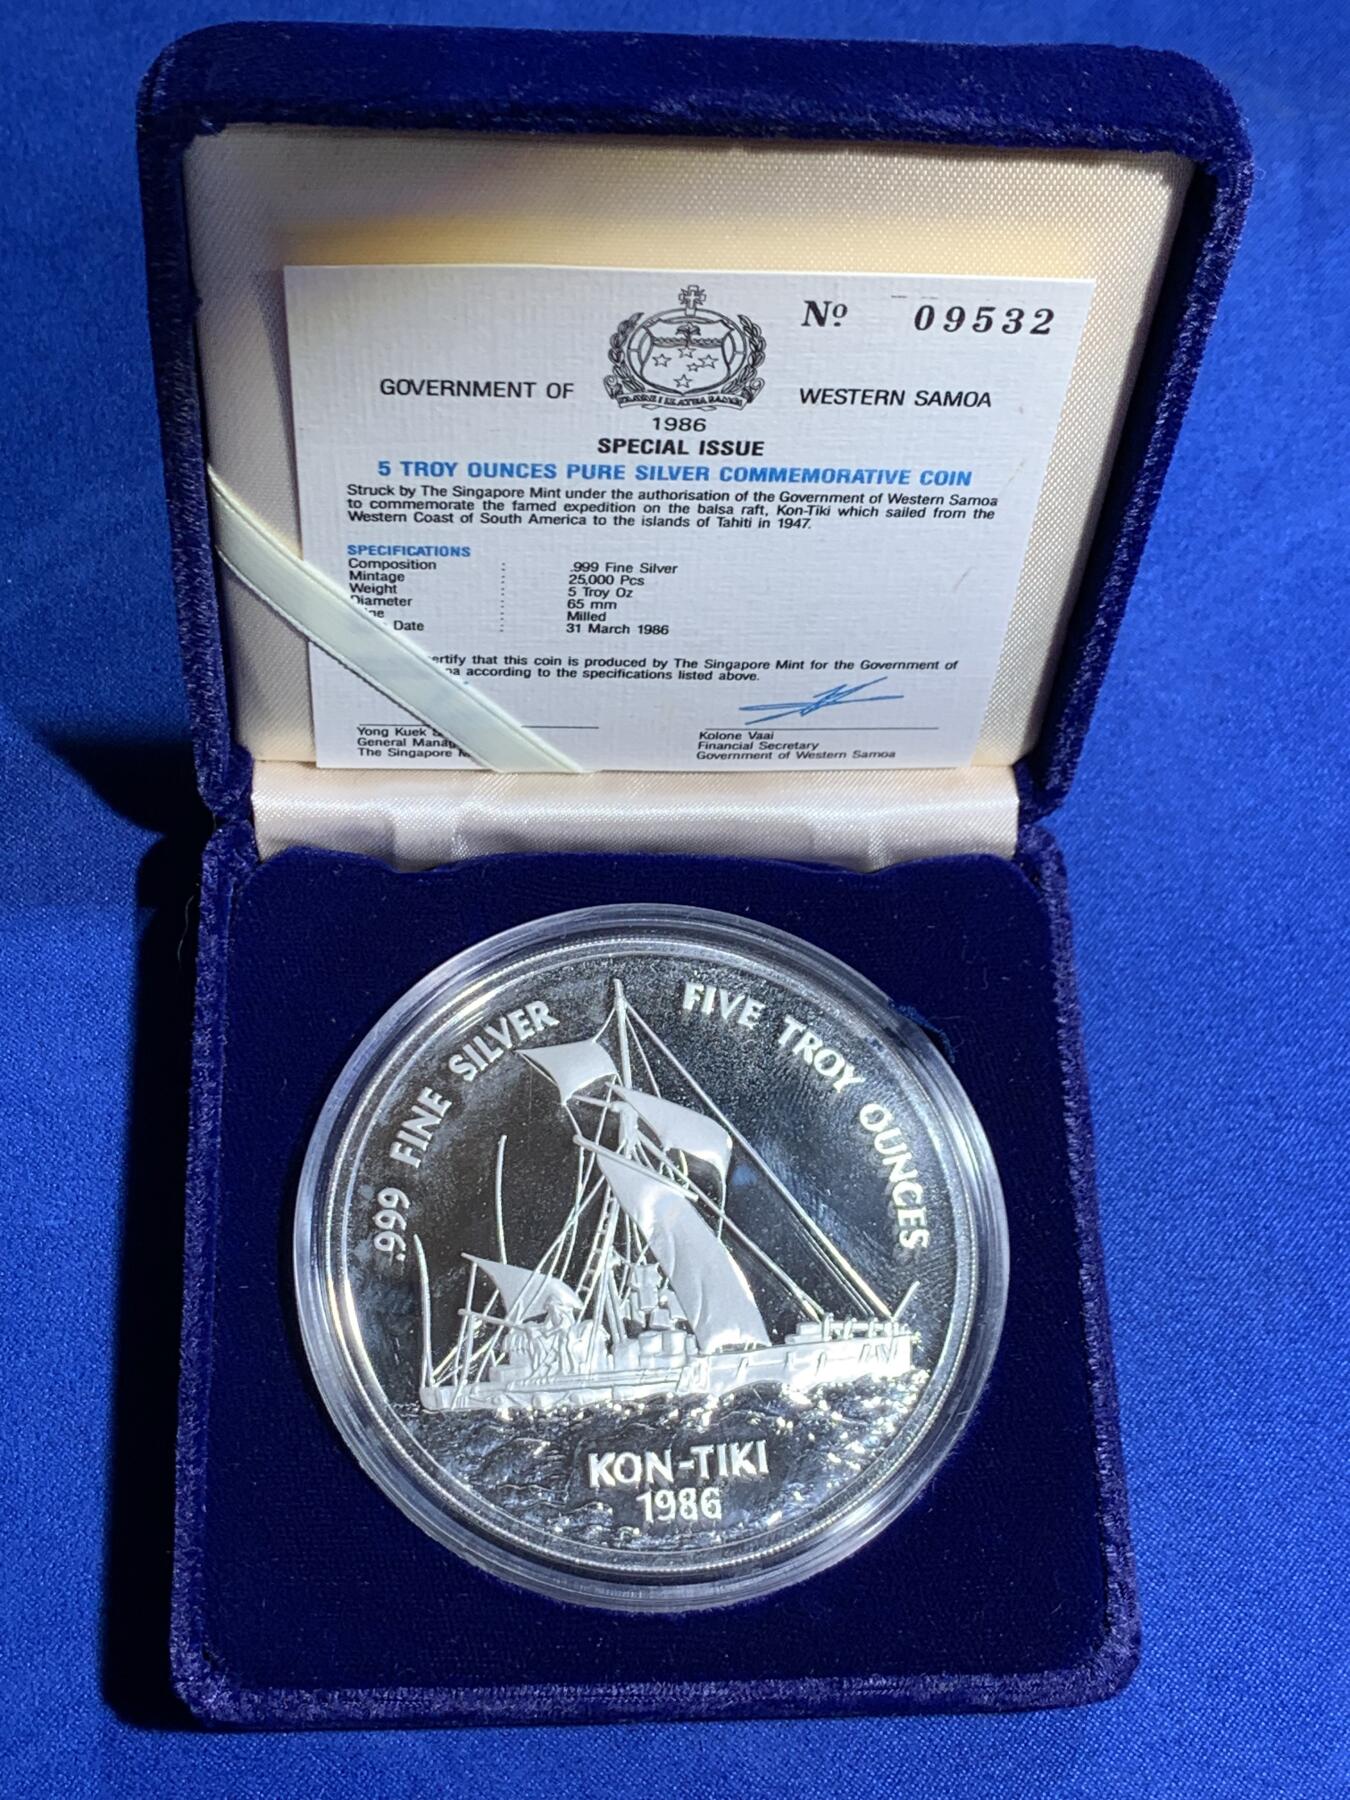 Nº 09532
GOVERNMENT OF WESTERN SAMOA
1986
SPECIAL ISSUE
5 TROY OUNCES PURE SILVER COMMEMORATIVE COIN
Struck by The Singapore Mint under the authorisation of the Government of Western Samoa
to commemorate the famed expedition on the balsa raft, Kon-Tiki which sailed from the
Western Coast of South America to the islands of Tahiti in 1947.
SPECIFICATIONS
Composition : .999 Fine Silver
Mintage : 25,000 Pcs
Weight : 5 Troy Oz
Diameter : 65 mm
: Milled
Date : 31 March 1986
that this coin is produced by The Singapore Mint for the Government of
according to the specifications listed above.
Yong Kuek
General
The Singapore
Kolone Vaai
Financial Secretary
Government of Western Samoa
.999 FINE SILVER FIVE TROY OUNCES
KON-TIKI
1986